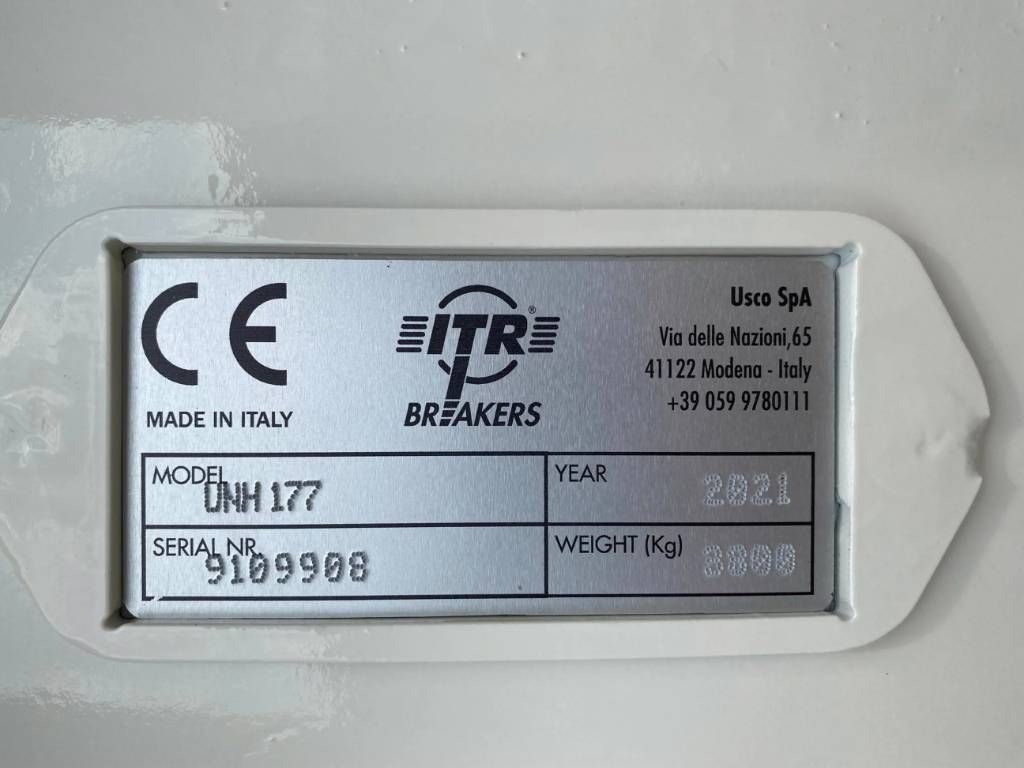 CE
MADE IN ITALY
ITR®
BREAKERS
Usco SpA
Via delle Nazioni,65
41122 Modena - Italy
+39 059 9780111
MODEL UNH 177
YEAR 2021
SERIAL NR. 9109908
WEIGHT (Kg) 3800